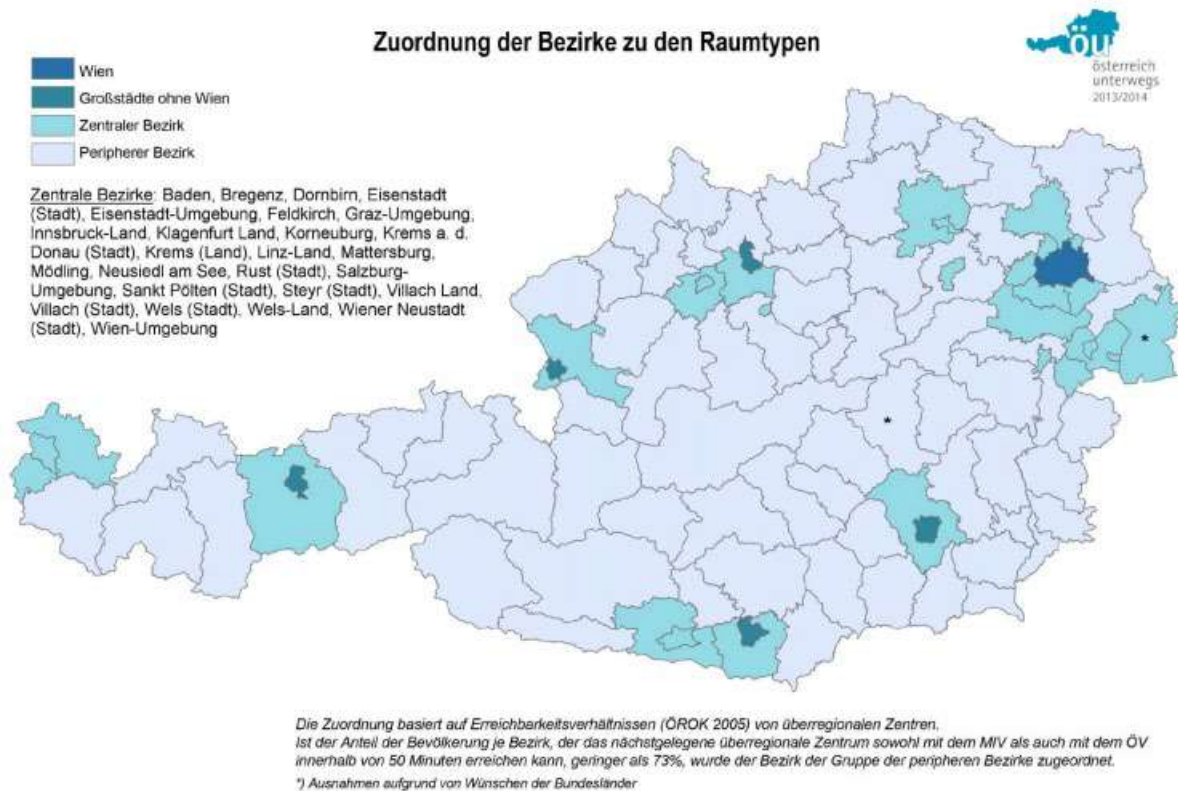 Zuordnung der Bezirke zu den Raumtypen
ÖU
österreich
unterwegs
2013/2014
Wien
Großstädte ohne Wien
Zentraler Bezirk
Peripherer Bezirk
Zentrale Bezirke: Baden, Bregenz, Dornbirn, Eisenstadt
(Stadt), Eisenstadt-Umgebung, Feldkirch, Graz-Umgebung,
Innsbruck-Land, Klagenfurt Land, Korneuburg, Krems a. d.
Donau (Stadt), Krems (Land), Linz-Land, Mattersburg,
Mödling, Neusiedl am See, Rust (Stadt), Salzburg-
Umgebung, Sankt Pölten (Stadt), Steyr (Stadt), Villach Land,
Villach (Stadt), Wels (Stadt), Wels-Land, Wiener Neustadt
(Stadt), Wien-Umgebung
*
*
Die Zuordnung basiert auf Erreichbarkeitsverhältnissen (ÖROK 2005) von überregionalen Zentren.
Ist der Anteil der Bevölkerung je Bezirk, der das nächstgelegene überregionale Zentrum sowohl mit dem MIV als auch mit dem ÖV
innerhalb von 50 Minuten erreichen kann, geringer als 73%, wurde der Bezirk der Gruppe der peripheren Bezirke zugeordnet.
*) Ausnahmen aufgrund von Wünschen der Bundesländer